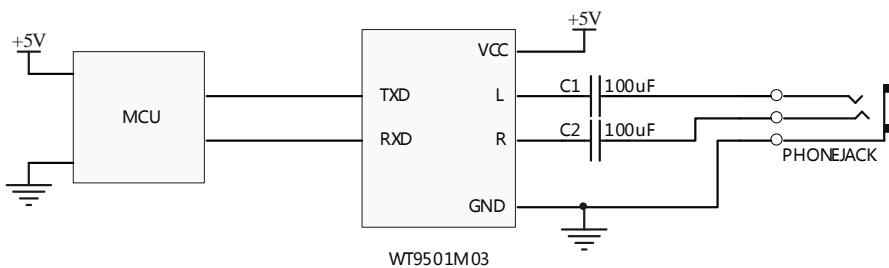 +5V
+5V
VCC
MCU
TXD
L
C1
100uF
RXD
R
C2
100uF
PHONEJACK
GND
WT9501M03